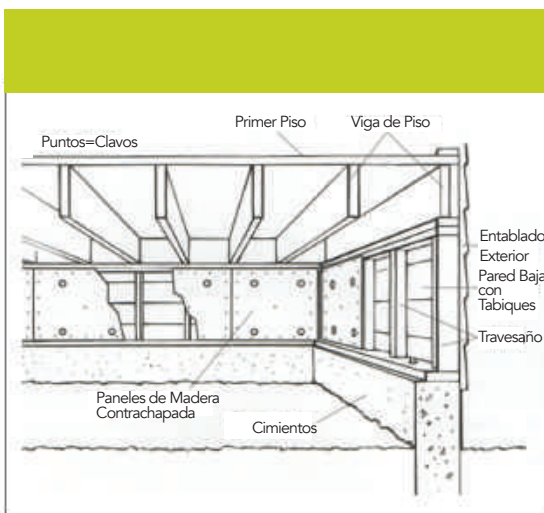 Primer Piso
Viga de Piso
Puntos=Clavos
Entablado
Exterior
Pared Baja
con
Tabiques
Travesaño
Paneles de Madera
Contrachapada
Cimientos